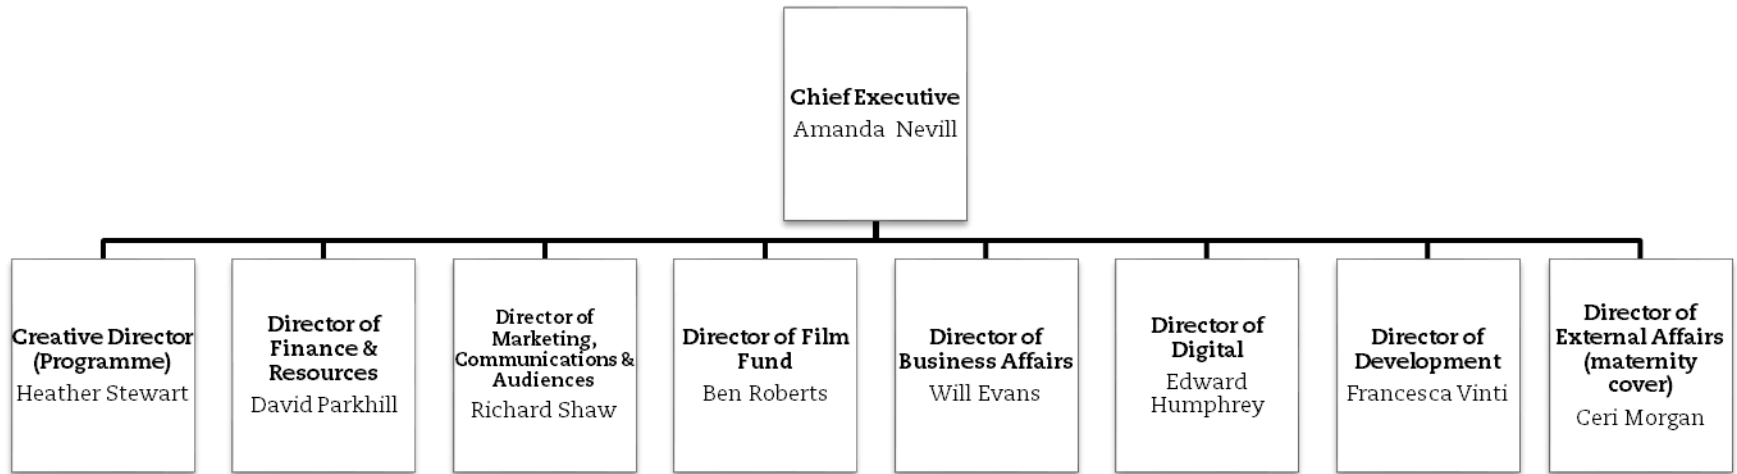 Chief Executive
Amanda Nevill
Creative Director
(Programme)
Heather Stewart
Director of
Finance &
Resources
David Parkhill
Director of
Marketing,
Communications &
Audiences
Richard Shaw
Director of Film
Fund
Ben Roberts
Director of
Business Affairs
Will Evans
Director of
Digital
Edward
Humphrey
Director of
Development
Francesca Vinti
Director of
External Affairs
(maternity
cover)
Ceri Morgan